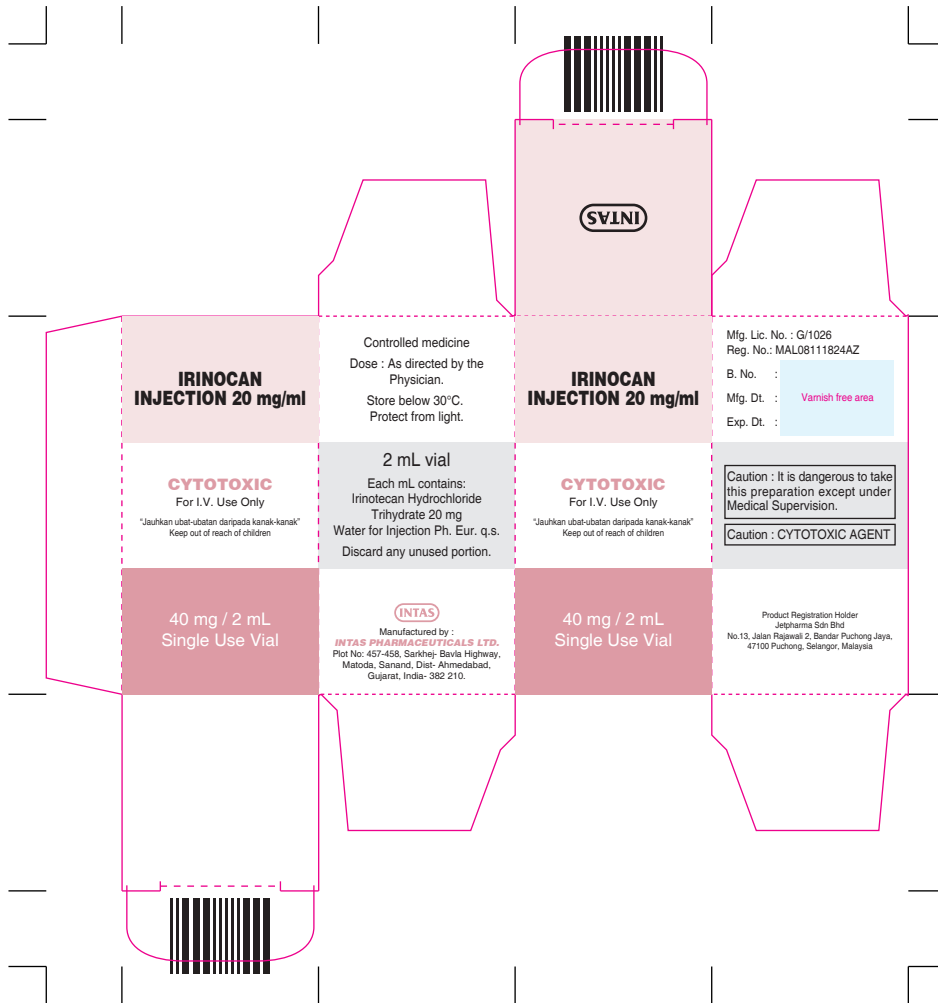 INTAS
IRINOCAN
INJECTION 20 mg/ml
CYTOTOXIC
For I.V. Use Only
"Jauhkan ubat-ubatan daripada kanak-kanak"
Keep out of reach of children
40 mg / 2 mL
Single Use Vial
Controlled medicine
Dose : As directed by the
Physician.
Store below 30°C.
Protect from light.
2 mL vial
Each mL contains:
Irinotecan Hydrochloride
Trihydrate 20 mg
Water for Injection Ph. Eur. q.s.
Discard any unused portion.
INTAS
Manufactured by :
INTAS PHARMACEUTICALS LTD.
Plot No: 457-458, Sarkhej- Bavla Highway,
Matoda, Sanand, Dist- Ahmedabad,
Gujarat, India- 382 210.
IRINOCAN
INJECTION 20 mg/ml
CYTOTOXIC
For I.V. Use Only
"Jauhkan ubat-ubatan daripada kanak-kanak"
Keep out of reach of children
40 mg / 2 mL
Single Use Vial
Mfg. Lic. No. : G/1026
Reg. No.: MAL08111824AZ
B. No. :
Mfg. Dt. :
Varnish free area
Exp. Dt. :
Caution : It is dangerous to take
this preparation except under
Medical Supervision.
Caution : CYTOTOXIC AGENT
Product Registration Holder
Jetpharma Sdn Bhd
No.13, Jalan Rajawali 2, Bandar Puchong Jaya,
47100 Puchong, Selangor, Malaysia